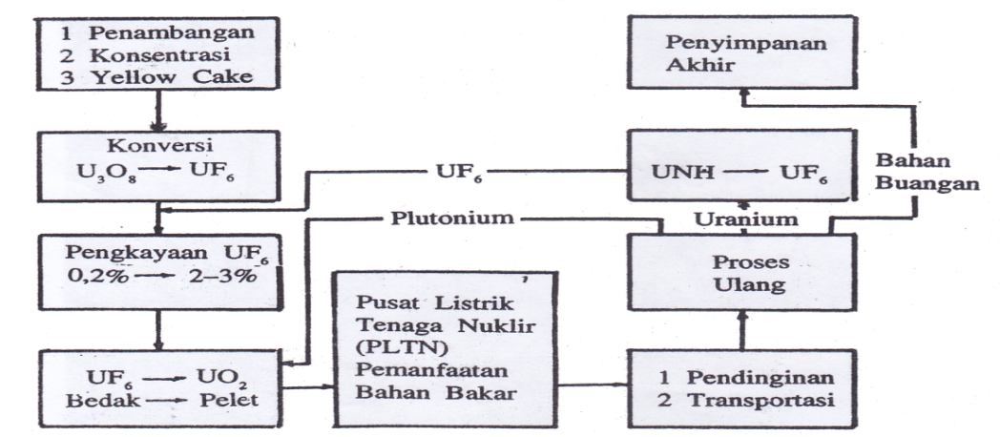 1 Penambangan
2 Konsentrasi
3 Yellow Cake
Konversi
U₃O₈ → UF₆
Pengkayaan UF₆
0,2% → 2–3%
UF₆ → UO₂
Bedak → Pelet
Pusat Listrik
Tenaga Nuklir
(PLTN)
Pemanfaatan
Bahan Bakar
1 Pendinginan
2 Transportasi
Proses
Ulang
Plutonium
Uranium
UNH → UF₆
UF₆
Bahan
Buangan
Penyimpanan
Akhir